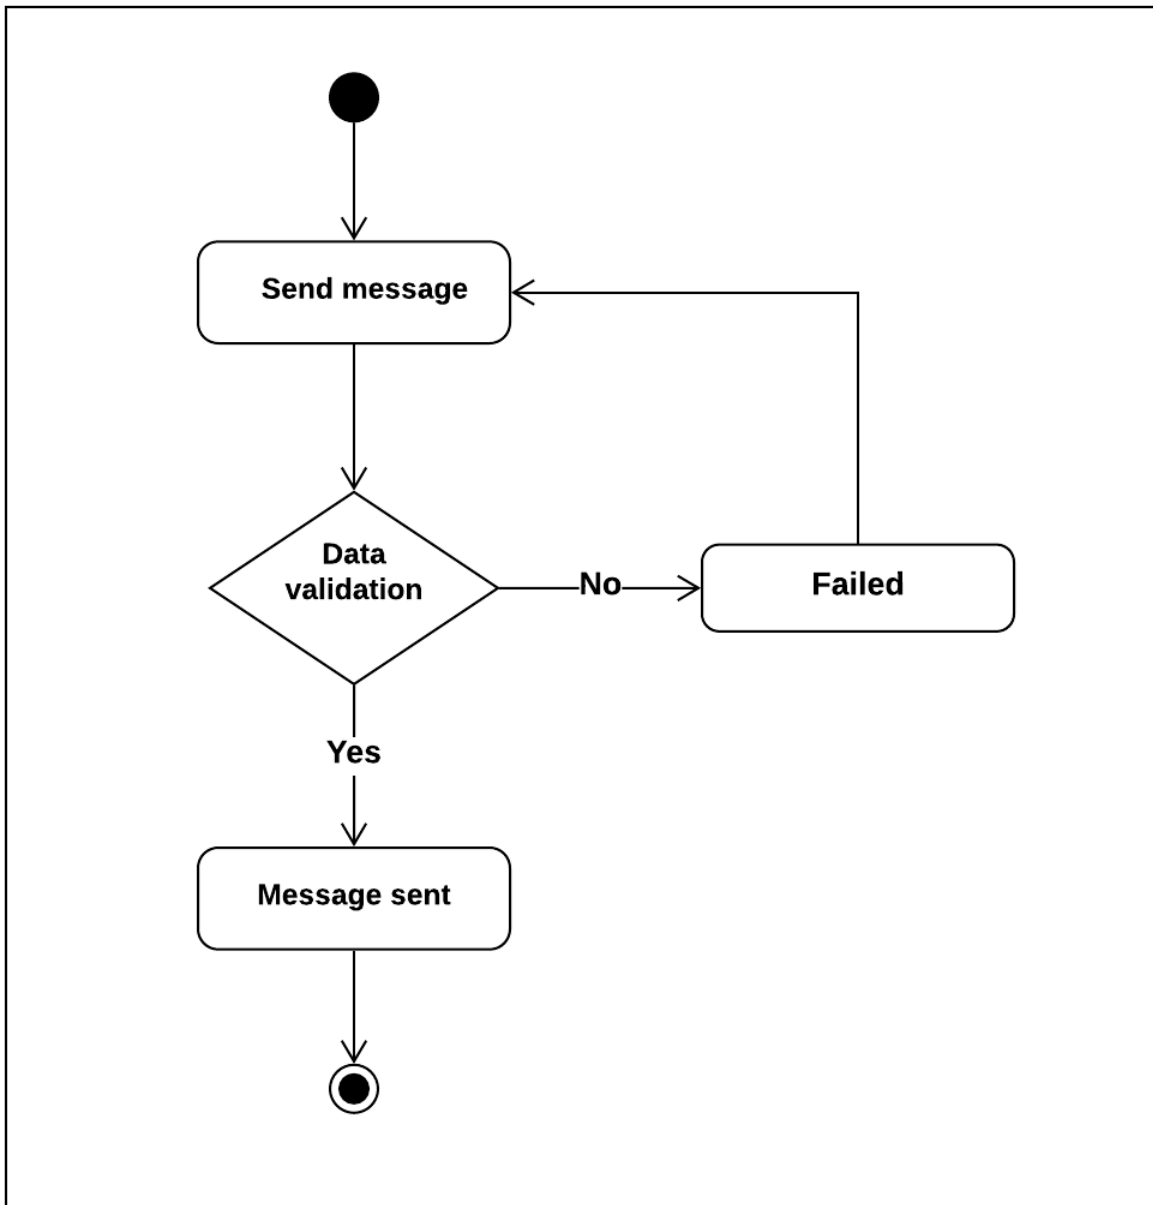 Send message
Data
validation
No
Failed
Yes
Message sent